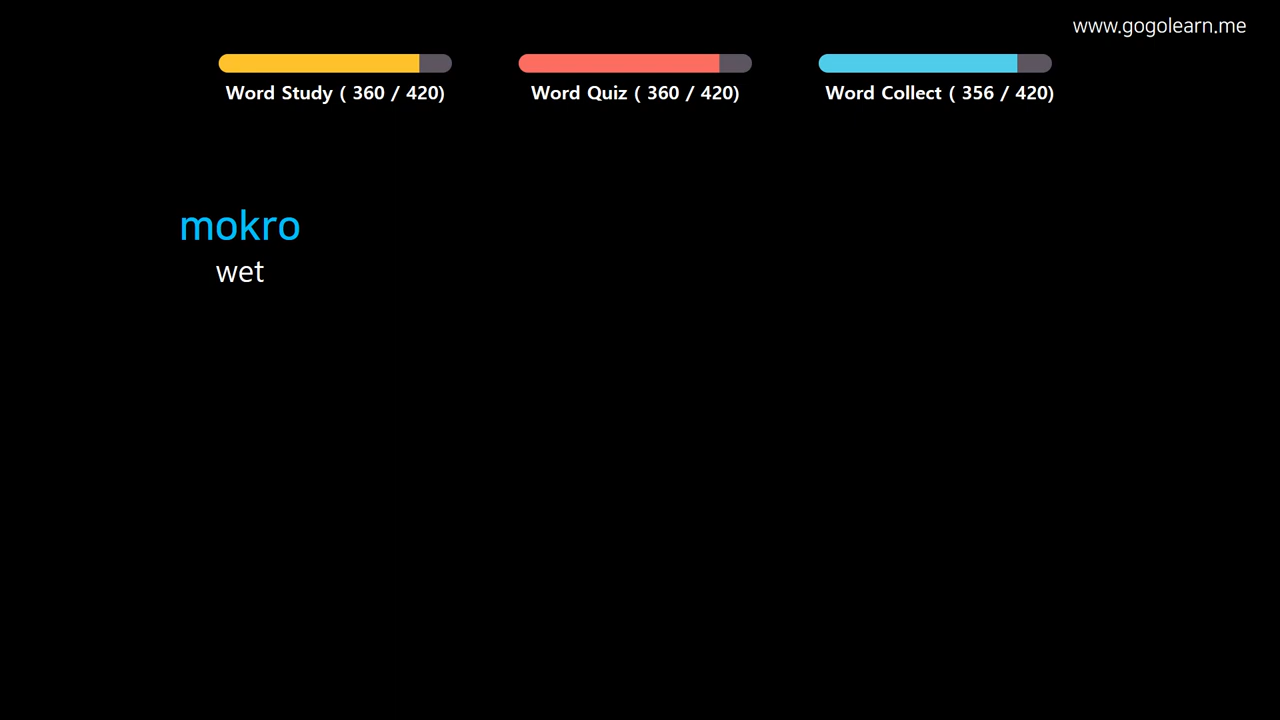 www.gogolearn.me
Word Study ( 360 / 420)
Word Quiz ( 360 / 420)
Word Collect ( 356 / 420)
mokro
wet